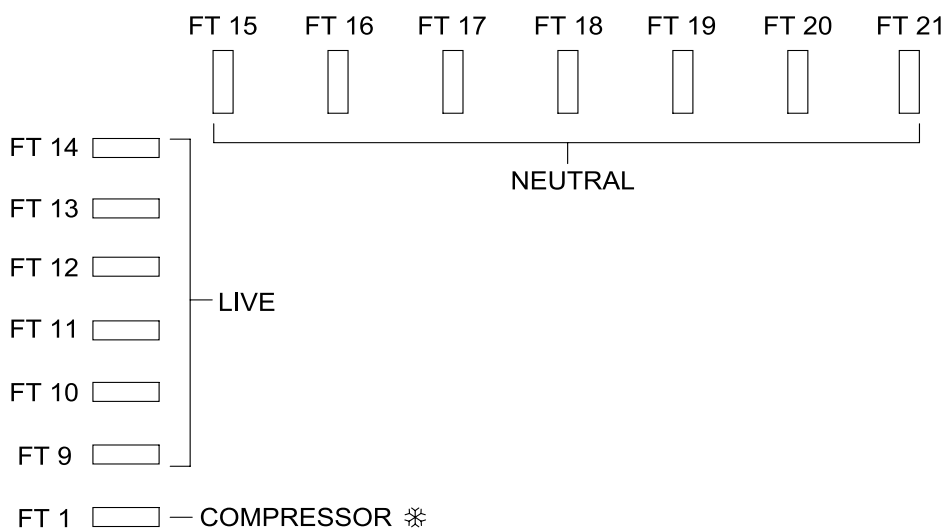 FT 15 FT 16 FT 17 FT 18 FT 19 FT 20 FT 21
NEUTRAL
FT 14
FT 13
FT 12
LIVE
FT 11
FT 10
FT 9
FT 1 COMPRESSOR ❄